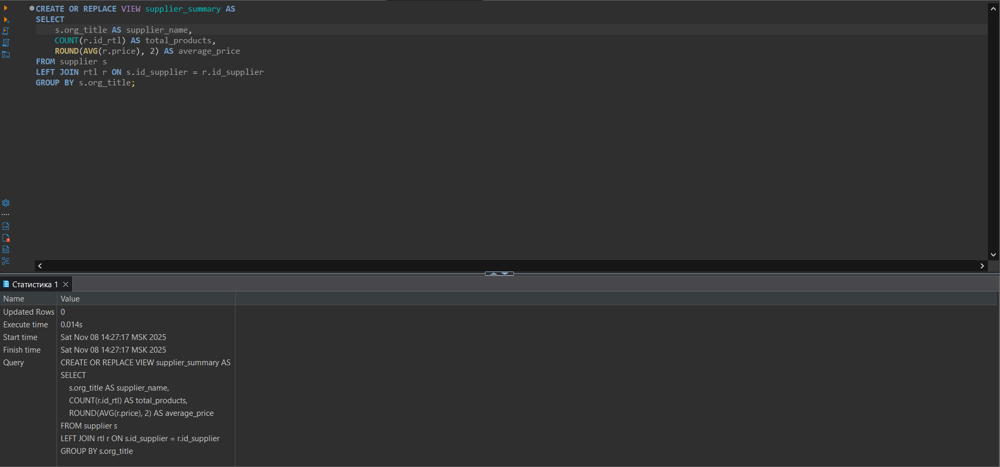 CREATE OR REPLACE VIEW supplier_summary AS
SELECT
s.org_title AS supplier_name,
COUNT(r.id_rtl) AS total_products,
ROUND(AVG(r.price), 2) AS average_price
FROM supplier s
LEFT JOIN rtl r ON s.id_supplier = r.id_supplier
GROUP BY s.org_title;
Статистика 1
Name Value
Updated Rows 0
Execute time 0.014s
Start time Sat Nov 08 14:27:17 MSK 2025
Finish time Sat Nov 08 14:27:17 MSK 2025
Query CREATE OR REPLACE VIEW supplier_summary AS
SELECT
s.org_title AS supplier_name,
COUNT(r.id_rtl) AS total_products,
ROUND(AVG(r.price), 2) AS average_price
FROM supplier s
LEFT JOIN rtl r ON s.id_supplier = r.id_supplier
GROUP BY s.org_title